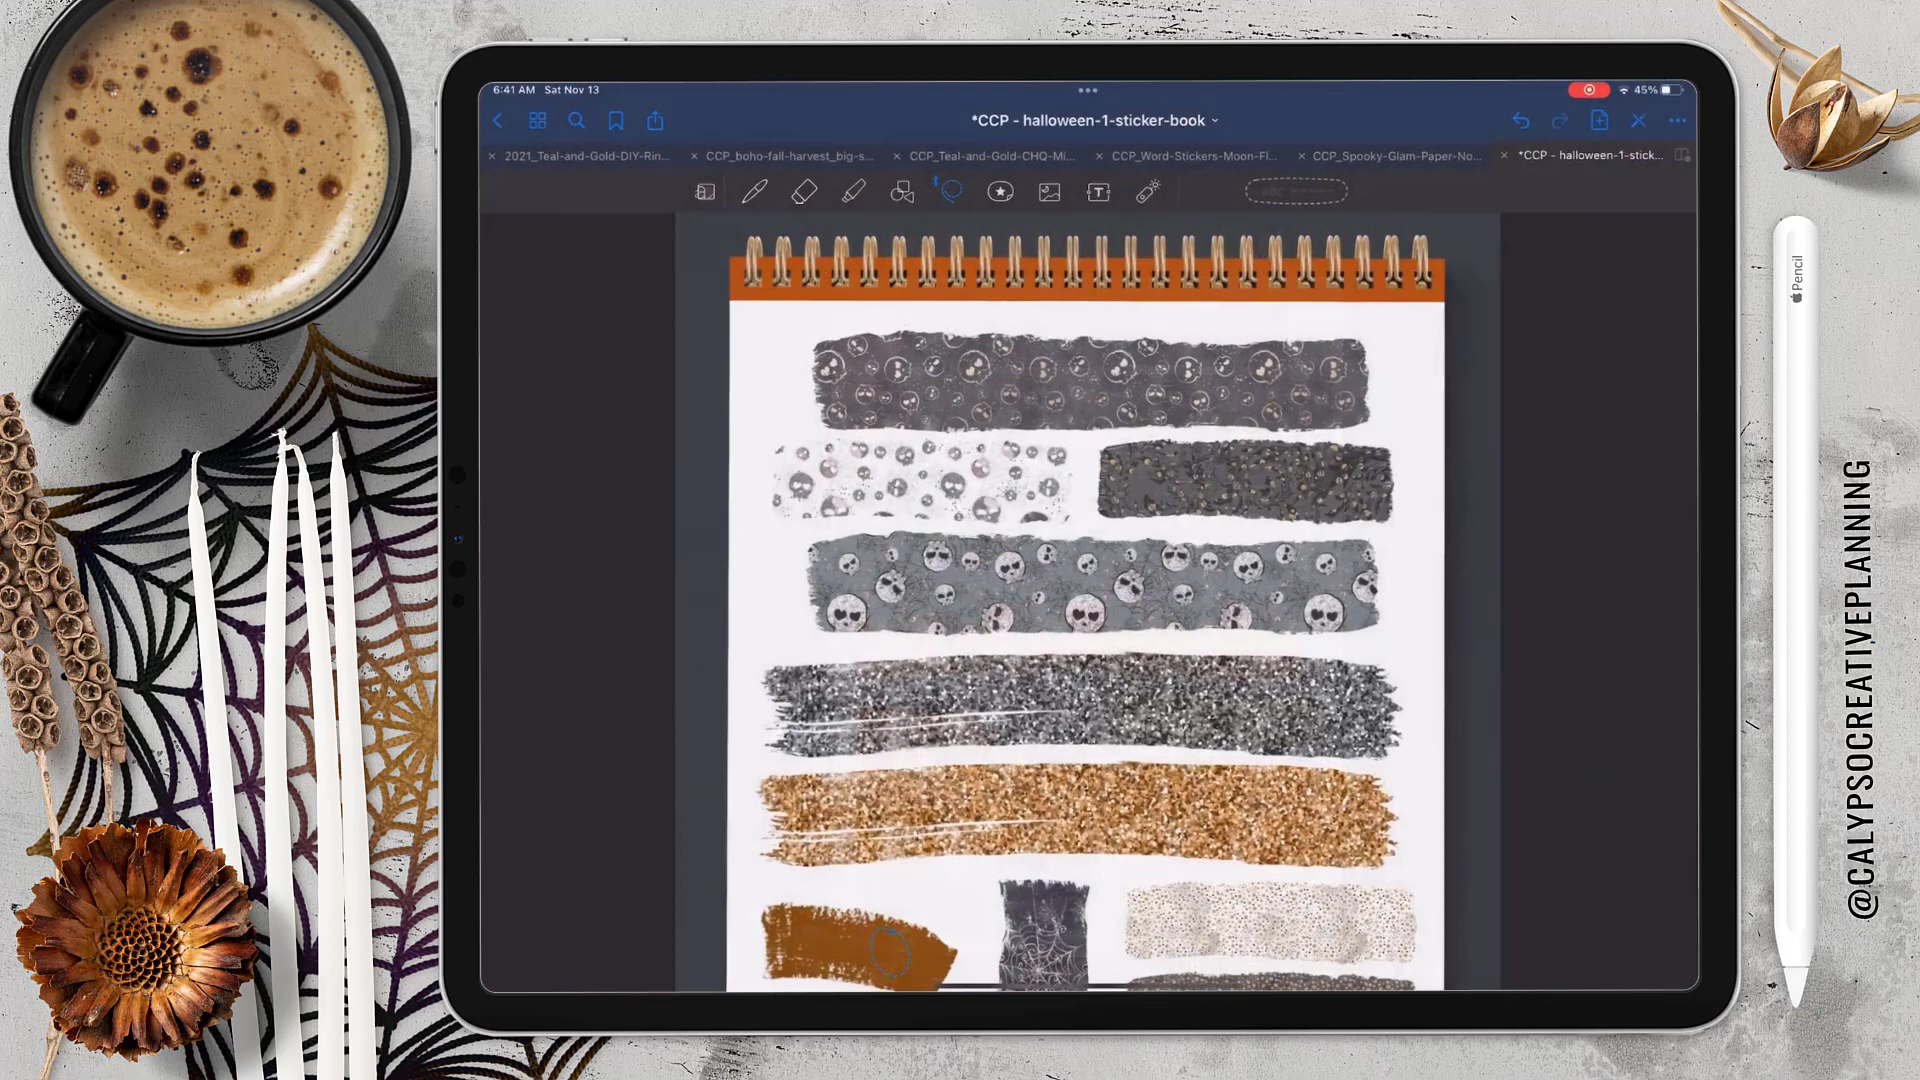 6:41 AM Sat Nov 13
45%
*CCP - halloween-1-sticker-book
2021_Teal-and-Gold-DIY-Rin...
CCP_boho-fall-harvest_big-s...
CCP_Teal-and-Gold-CHQ-Mi...
CCP_Word-Stickers-Moon-Fl...
CCP_Spooky-Glam-Paper-No...
*CCP - halloween-1-stick...
T
Pencil
@CALYPSOCREATIVEPLANNING